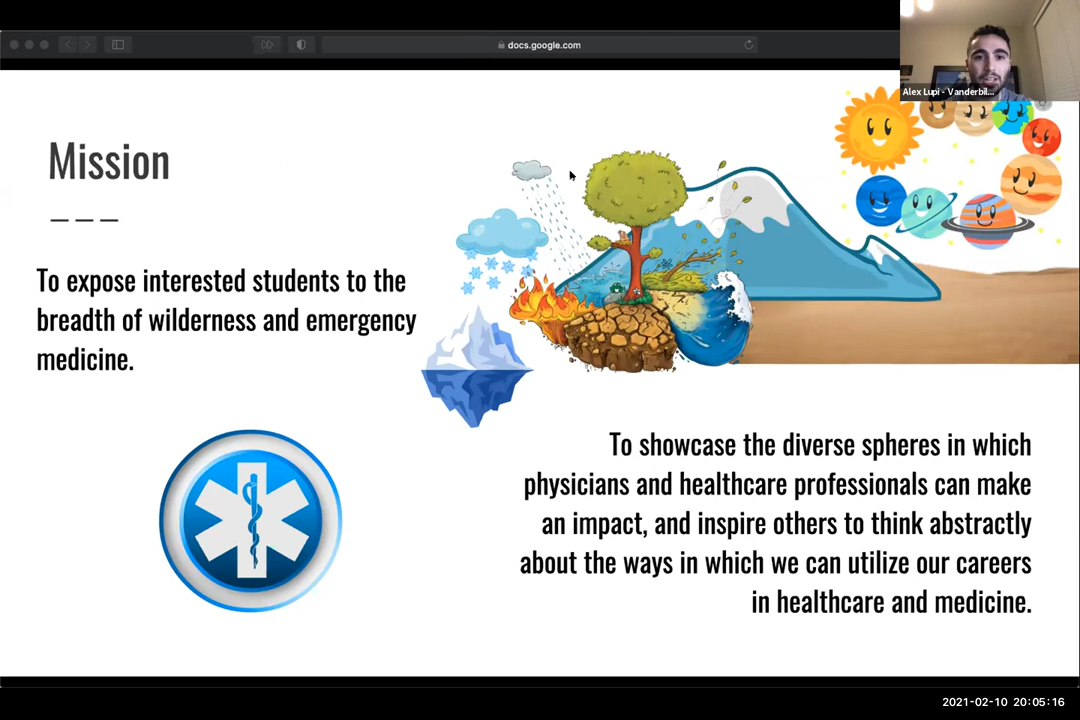 docs.google.com
Alex Lupi - Vanderbil...
Mission
To expose interested students to the
breadth of wilderness and emergency
medicine.
To showcase the diverse spheres in which
physicians and healthcare professionals can make
an impact, and inspire others to think abstractly
about the ways in which we can utilize our careers
in healthcare and medicine.
2021-02-10 20:05:16